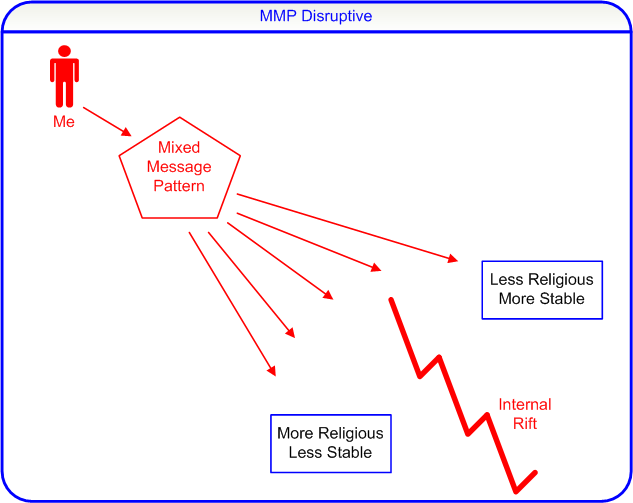 MMP Disruptive
Me
Mixed
Message
Pattern
Less Religious
More Stable
Internal
Rift
More Religious
Less Stable